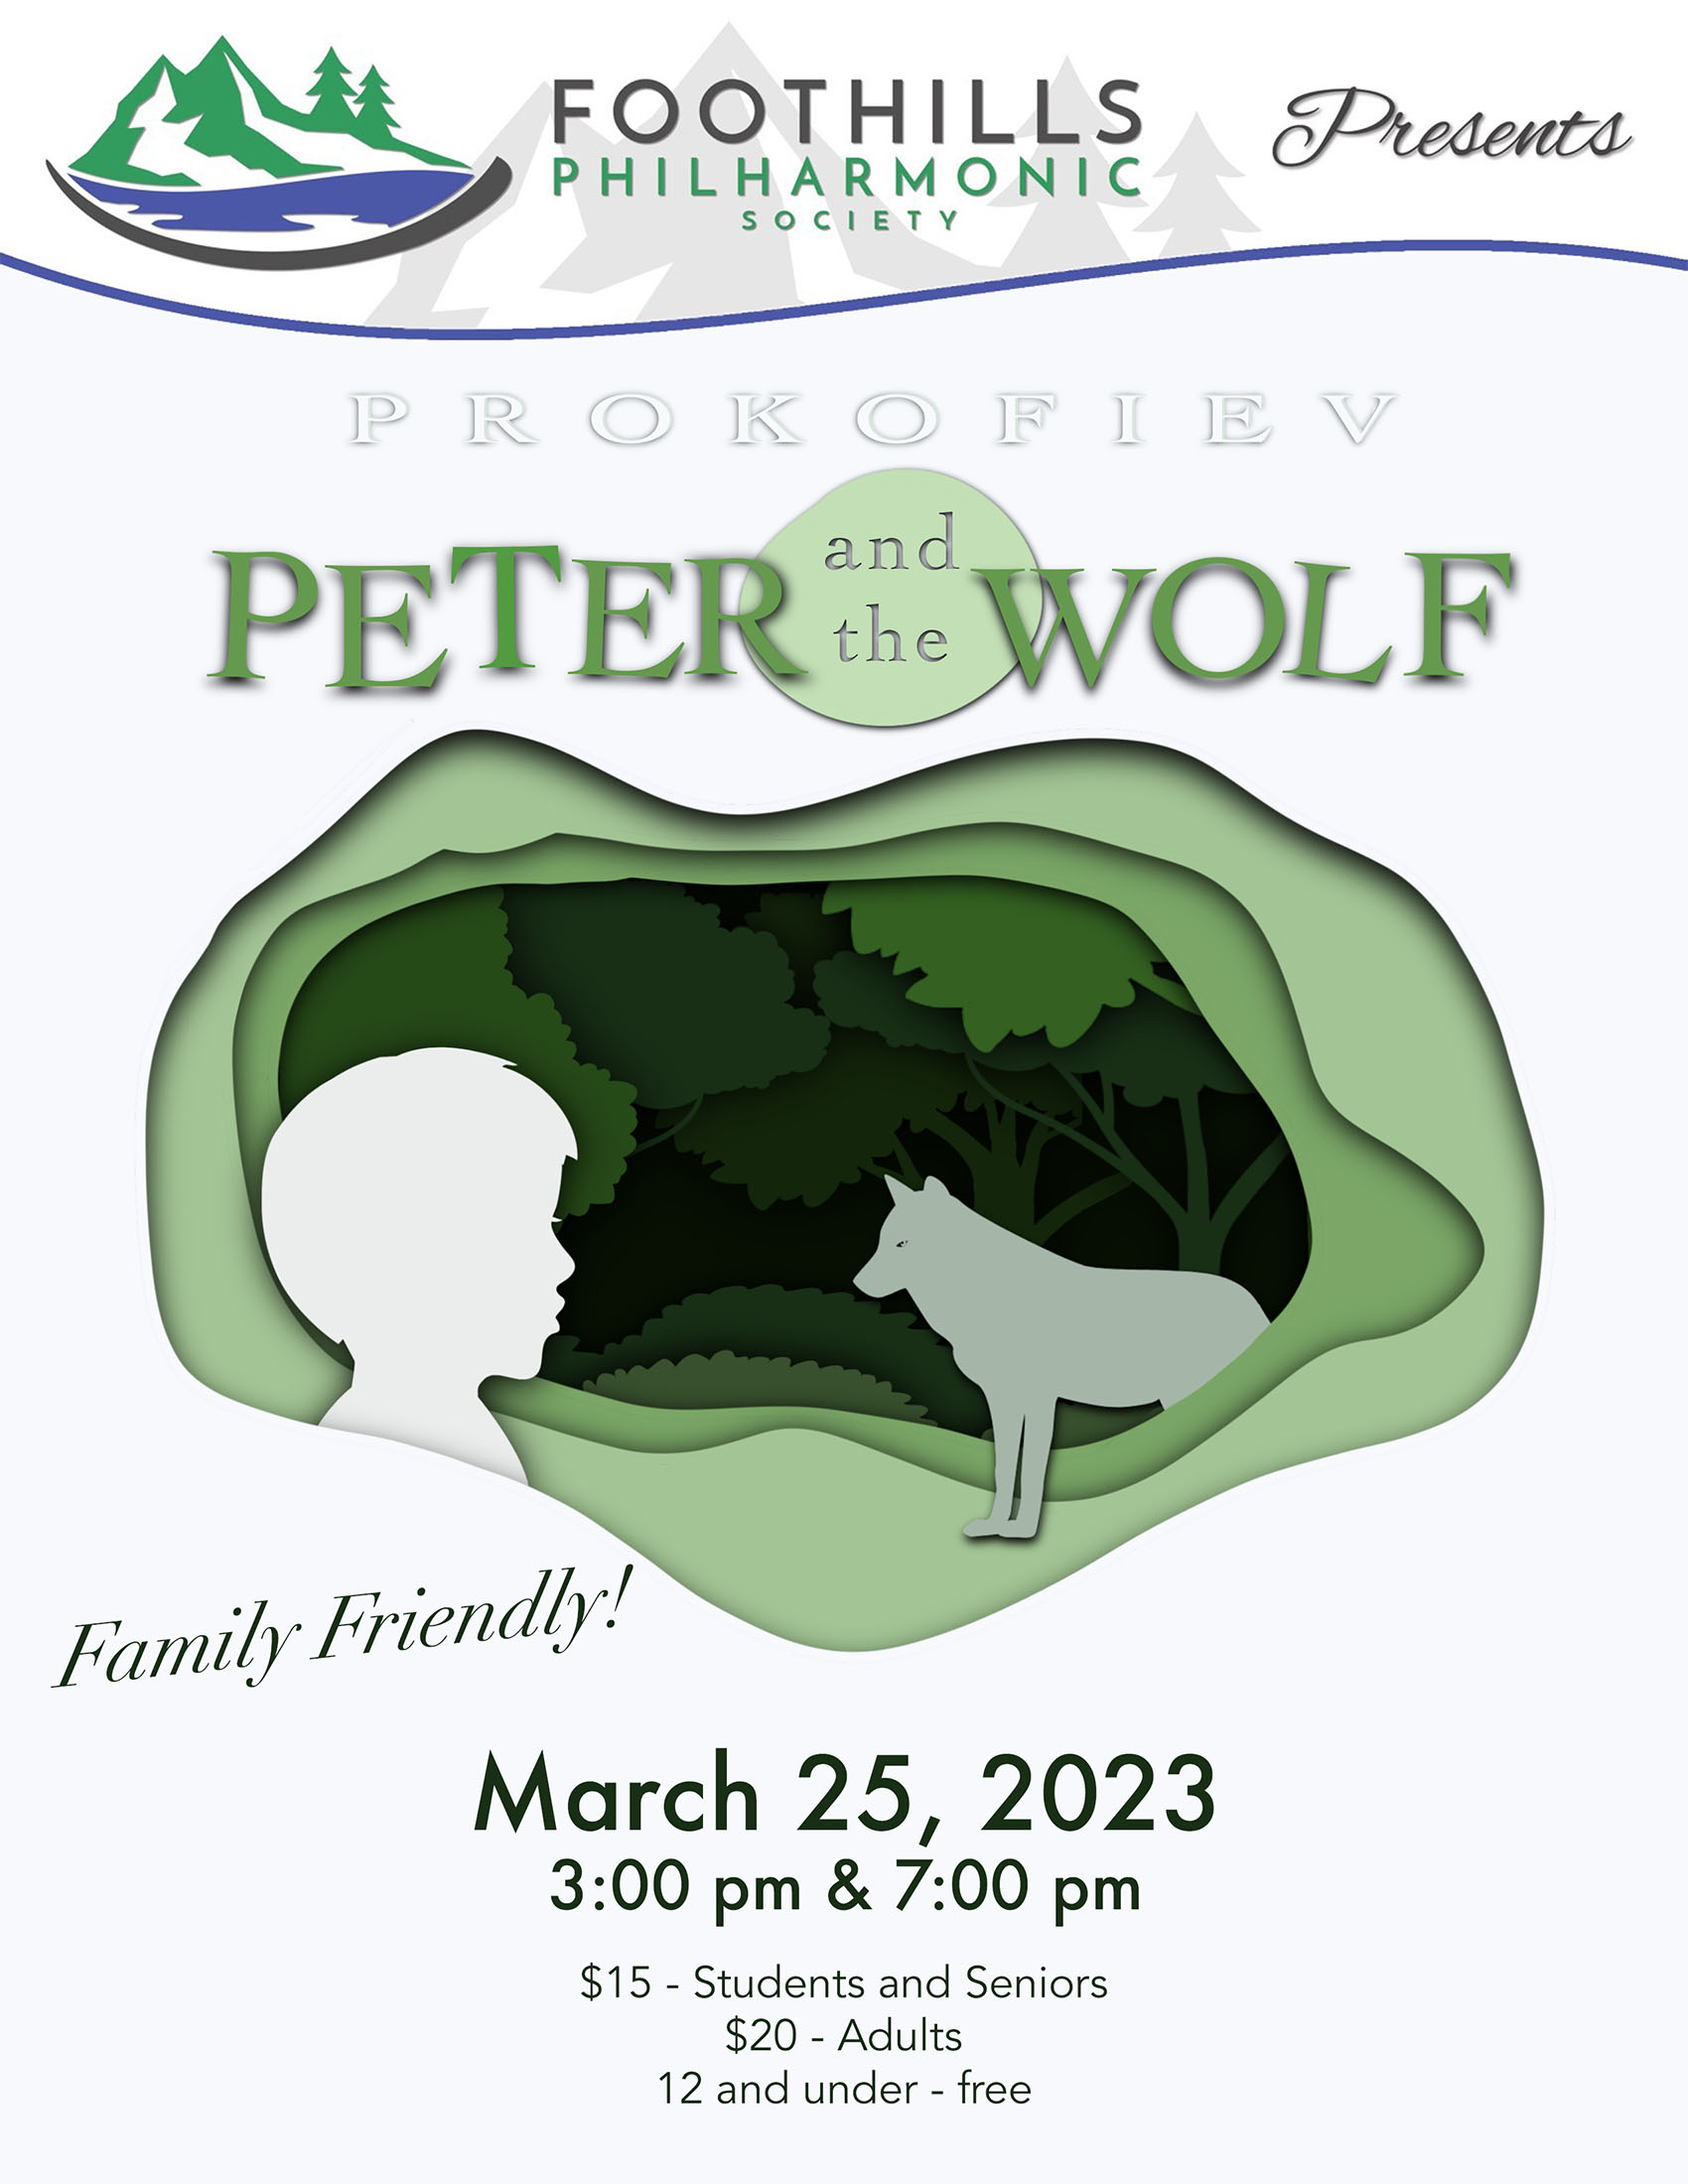 FOOTHILLS
PHILHARMONIC
SOCIETY
Presents
PROKOFIEV
PETER and the WOLF
Family Friendly!
March 25, 2023
3:00 pm & 7:00 pm
$15 - Students and Seniors
$20 - Adults
12 and under - free